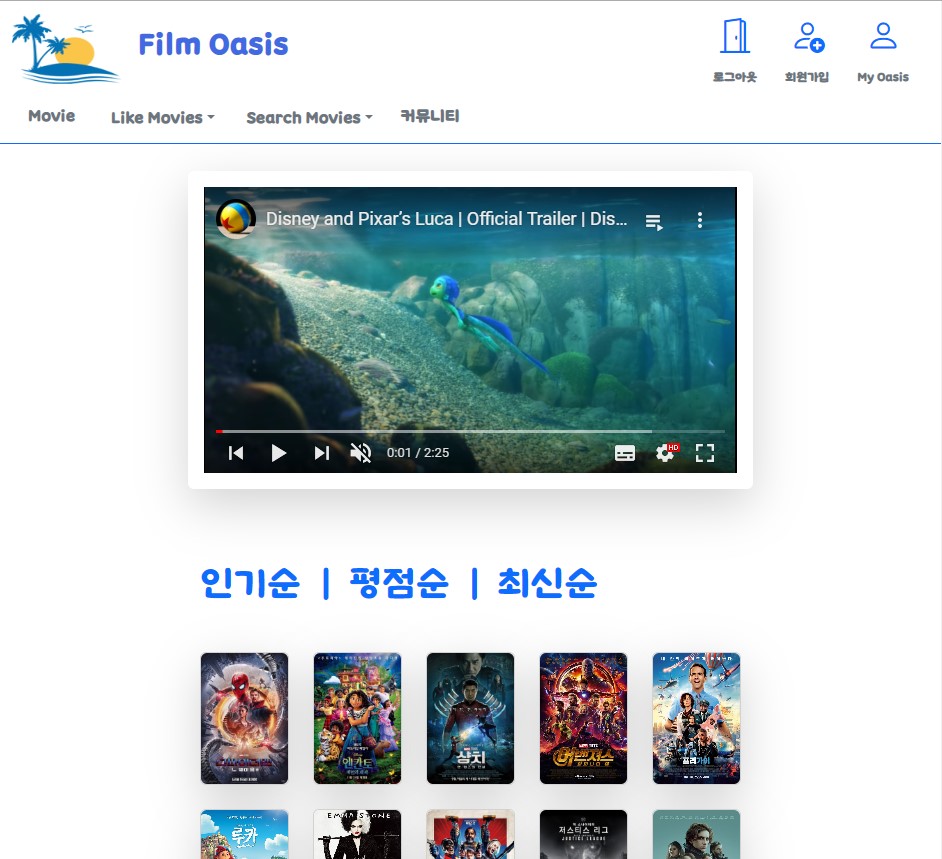 Film Oasis
로그아웃
회원가입
My Oasis
Movie
Like Movies
Search Movies
커뮤니티
Disney and Pixar's Luca | Official Trailer | Dis...
0:01 / 2:25
HD
인기순 | 평점순 | 최신순
엔칸토
샹치
어벤져스
프리가이
루카
EMMA STONE
저스티스 리그